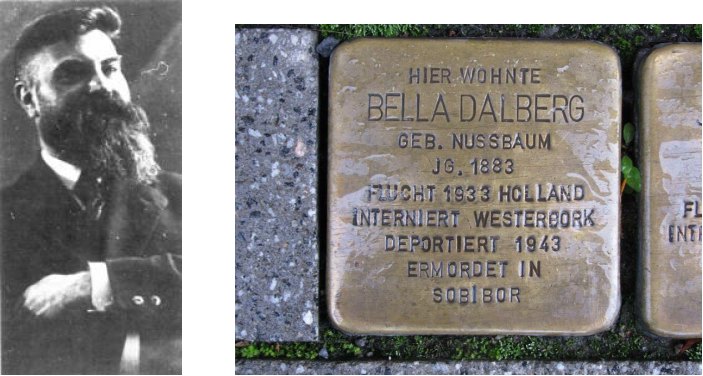 HIER WOHNTE
BELLA DALBERG
GEB. NUSSBAUM
JG. 1883
FLUCHT 1933 HOLLAND
INTERNIERT WESTERBORK
DEPORTIERT 1943
ERMORDET IN
SOBIBOR